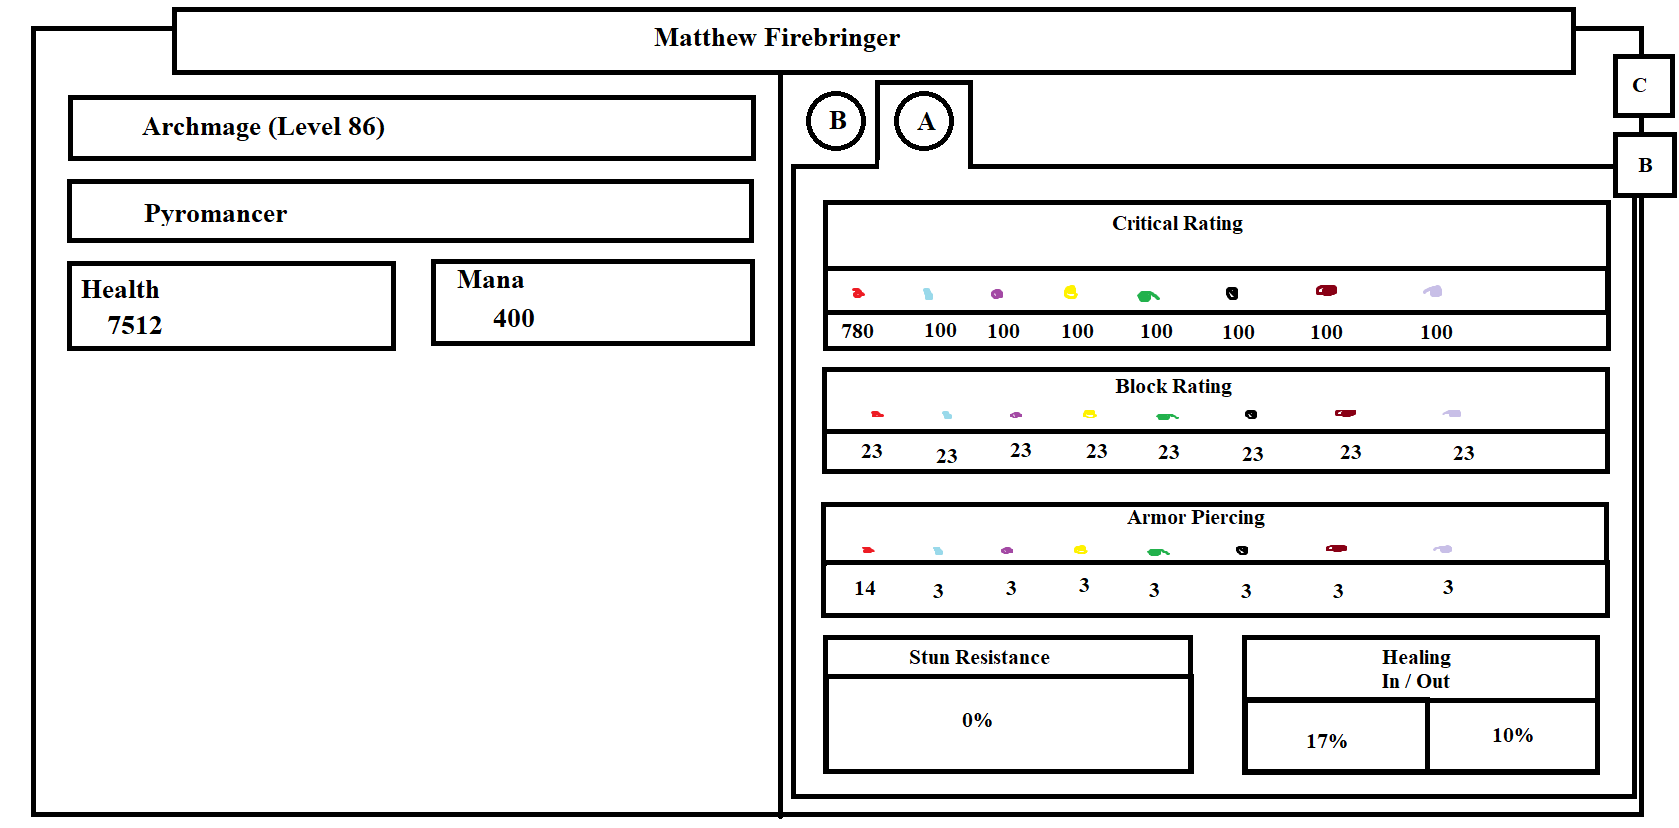 Matthew Firebringer
C
B
Archmage (Level 86)
Pyromancer
Health
7512
Mana
400
B A
Critical Rating
780 100 100 100 100 100 100 100
Block Rating
23 23 23 23 23 23 23 23
Armor Piercing
14 3 3 3 3 3 3 3
Stun Resistance
0%
Healing
In / Out
17% 10%